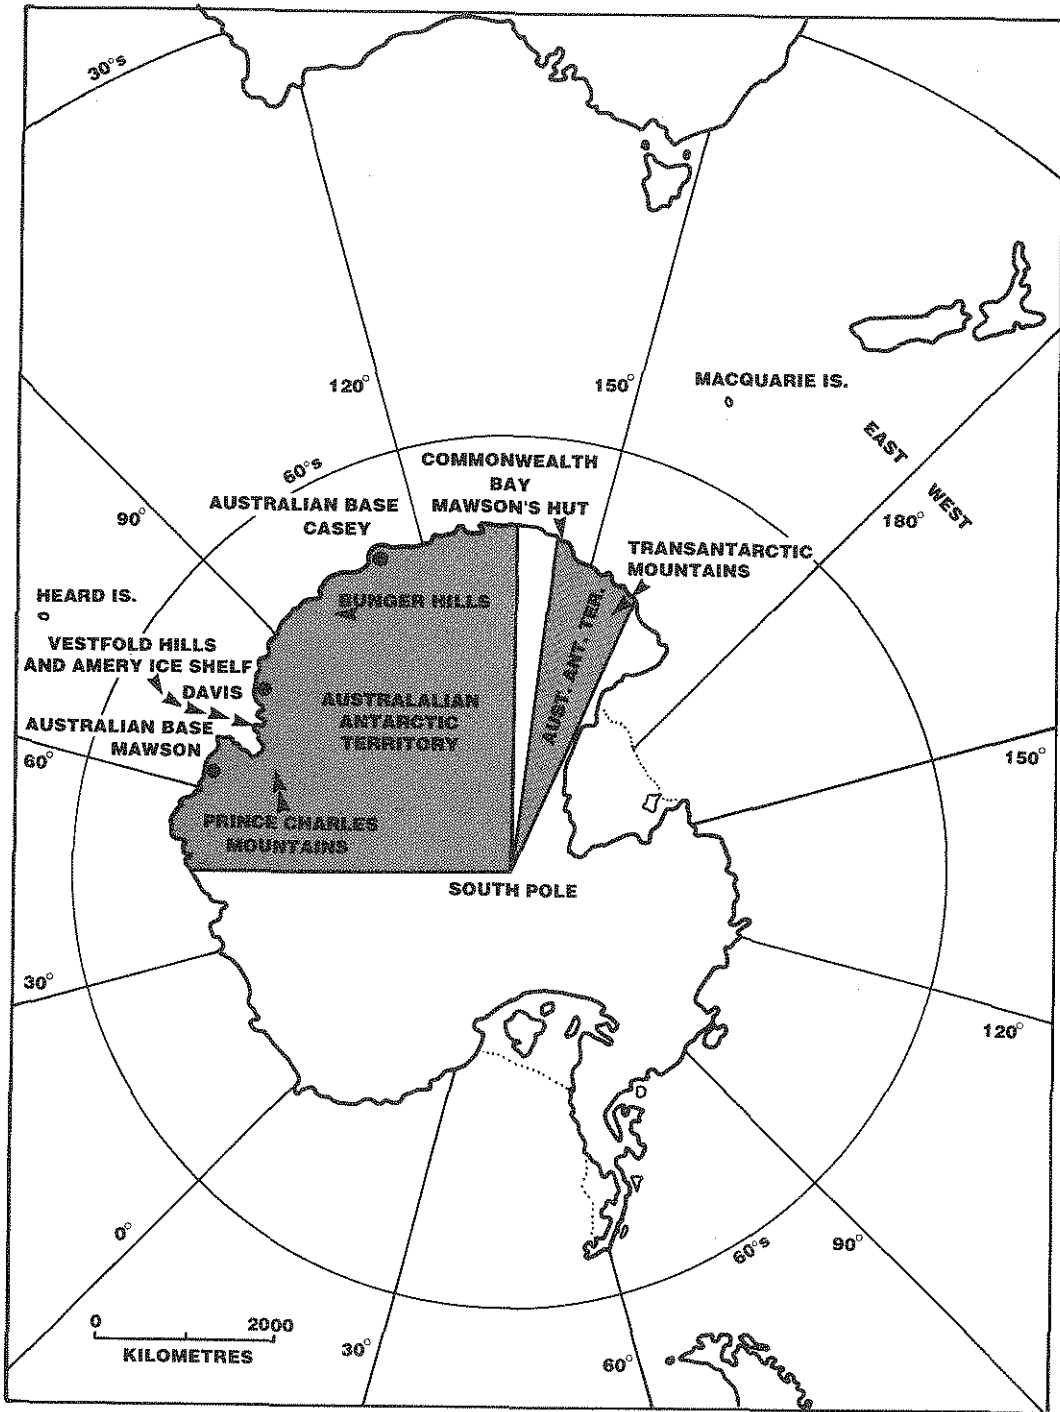 30°s
120°
150°
MACQUARIE IS.
EAST
WEST
180°
60°s
90°
COMMONWEALTH
BAY
MAWSON'S HUT
AUSTRALIAN BASE
CASEY
TRANSANTARCTIC
MOUNTAINS
BUNGER HILLS
AUST. ANT. TER.
HEARD IS.
VESTFOLD HILLS
AND AMERY ICE SHELF
DAVIS
AUSTRALIAN BASE
MAWSON
AUSTRALALIAN
ANTARCTIC
TERRITORY
60°
150°
PRINCE CHARLES
MOUNTAINS
SOUTH POLE
30°
120°
0°
60°s
90°
0 2000
KILOMETRES
30°
60°